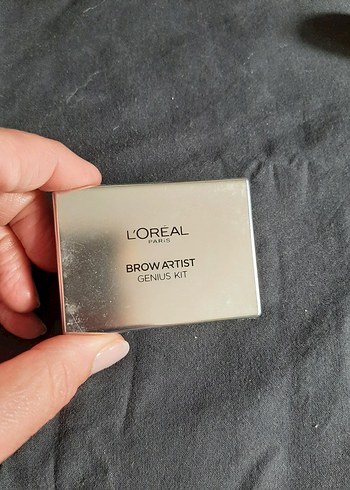 L'ORÉAL
PARIS
BROW ARTIST
GENIUS KIT